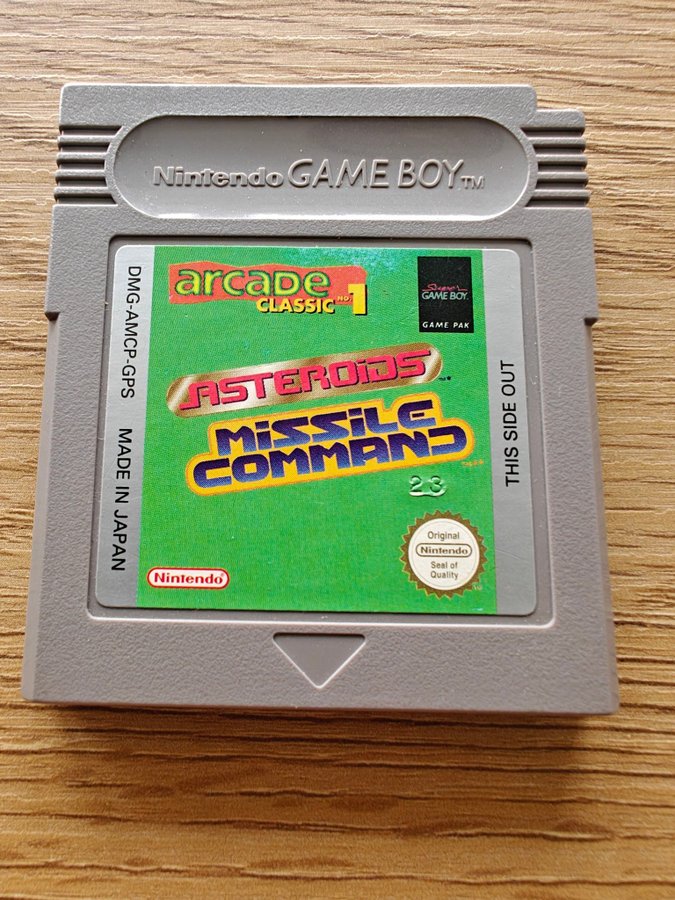 Nintendo GAME BOY TM
arcade
CLASSIC NO 1
Super
GAME BOY.
GAME PAK
ASTEROIDS TM
MISSILE
COMMAND
23
Original
Nintendo
Seal of
Quality
Nintendo
DMG-AMCP-GPS MADE IN JAPAN
THIS SIDE OUT